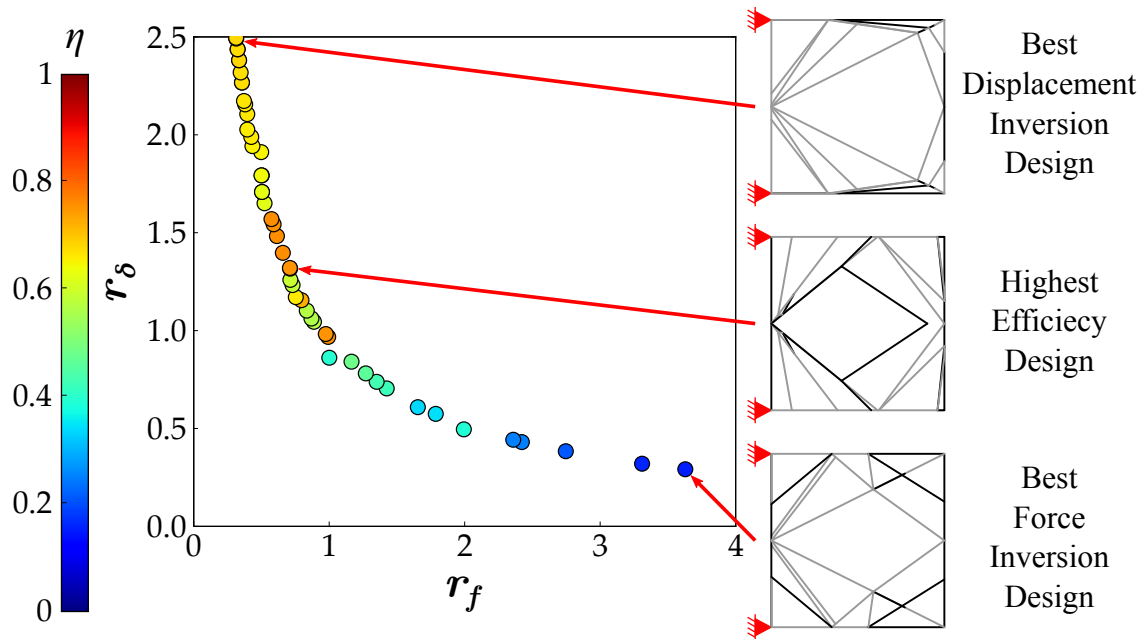 η
1
0.8
0.6
0.4
0.2
0
2.5
2.0
1.5
1.0
0.5
0.0
r_δ
0
1
2
3
4
r_f
Best
Displacement
Inversion
Design
Highest
Efficiecy
Design
Best
Force
Inversion
Design